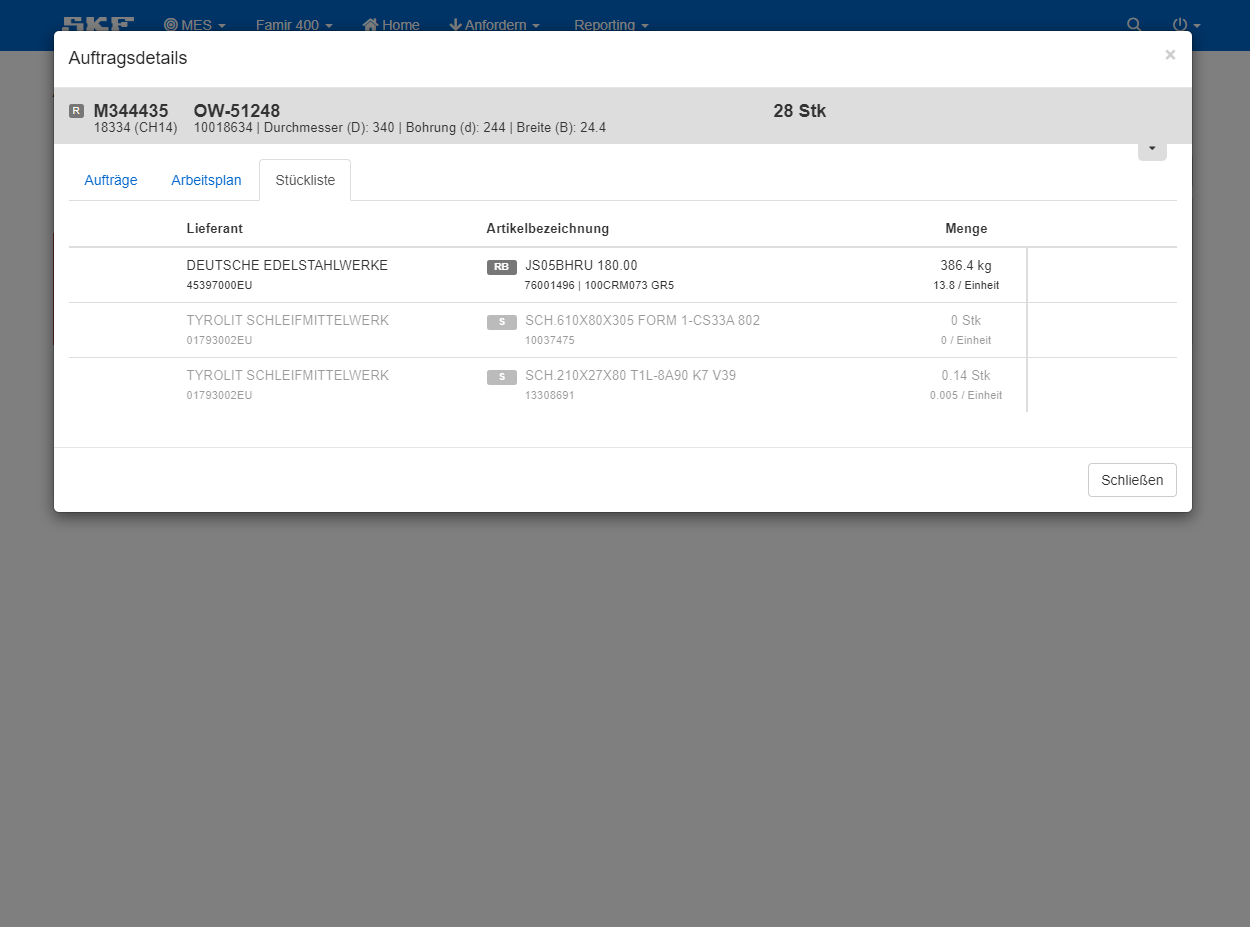 SKF MES Famir 400 Home Anfordern Reporting
Auftragsdetails ×
R M344435 OW-51248 28 Stk
18334 (CH14) 10018634 | Durchmesser (D): 340 | Bohrung (d): 244 | Breite (B): 24.4
Aufträge Arbeitsplan Stückliste
Lieferant Artikelbezeichnung Menge
DEUTSCHE EDELSTAHLWERKE RB JS05BHRU 180.00 386.4 kg
45397000EU 76001496 | 100CRM073 GR5 13.8 / Einheit
TYROLIT SCHLEIFMITTELWERK S SCH.610X80X305 FORM 1-CS33A 802 0 Stk
01793002EU 10037475 0 / Einheit
TYROLIT SCHLEIFMITTELWERK S SCH.210X27X80 T1L-8A90 K7 V39 0.14 Stk
01793002EU 13308691 0.005 / Einheit
Schließen